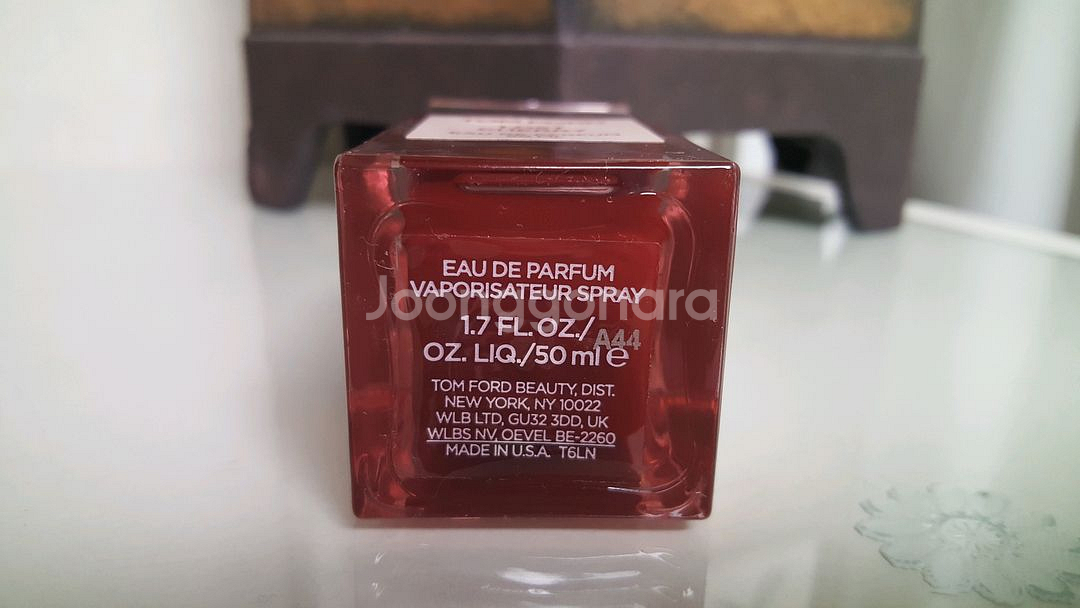 EAU DE PARFUM
VAPORISATEUR SPRAY
Joonggonara
1.7 FL. OZ./
A44
OZ. LIQ./50 ml e
TOM FORD BEAUTY, DIST.
NEW YORK, NY 10022
WLB LTD, GU32 3DD, UK
WLBS NV, OEVEL BE-2260
MADE IN U.S.A. T6LN